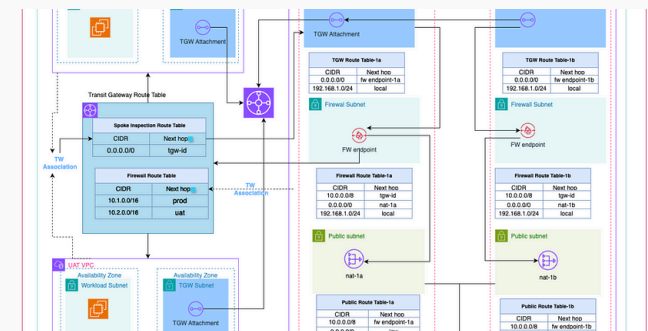 TGW Attachment
TGW Attachment
Transit Gateway Route Table
Spoke Inspection Route Table
CIDR Next hop
0.0.0.0/0 tgw-id
Firewall Route Table
CIDR Next hop
10.1.0.0/16 prod
10.2.0.0/16 uat
TW
Association
TW
Association
UAT VPC
Availability Zone
Workload Subnet
Availability Zone
TGW Subnet
TGW Attachment
TGW Route Table-1a
CIDR Next hop
0.0.0.0/0 fw endpoint-1a
192.168.1.0/24 local
Firewal Subnet
FW endpoint
Firewall Route Table-1a
CIDR Next hop
10.0.0.0/8 tgw-id
0.0.0.0/0 nat-1a
192.168.1.0/24 local
Public subnet
nat-1a
Public Route Table-1a
CIDR Next hop
10.0.0.0/8 fw endpoint-1a
TGW Route Table-1b
CIDR Next hop
0.0.0.0/0 fw endpoint-1b
192.168.1.0/24 local
Firewall Subnet
FW endpoint
Firewall Route Table-1b
CIDR Next hop
10.0.0.0/8 tgw-id
0.0.0.0/0 nat-1b
192.168.1.0/24 local
Public subnet
nat-1b
Public Route Table-1b
CIDR Next hop
10.0.0.0/8 fw endpoint-1b